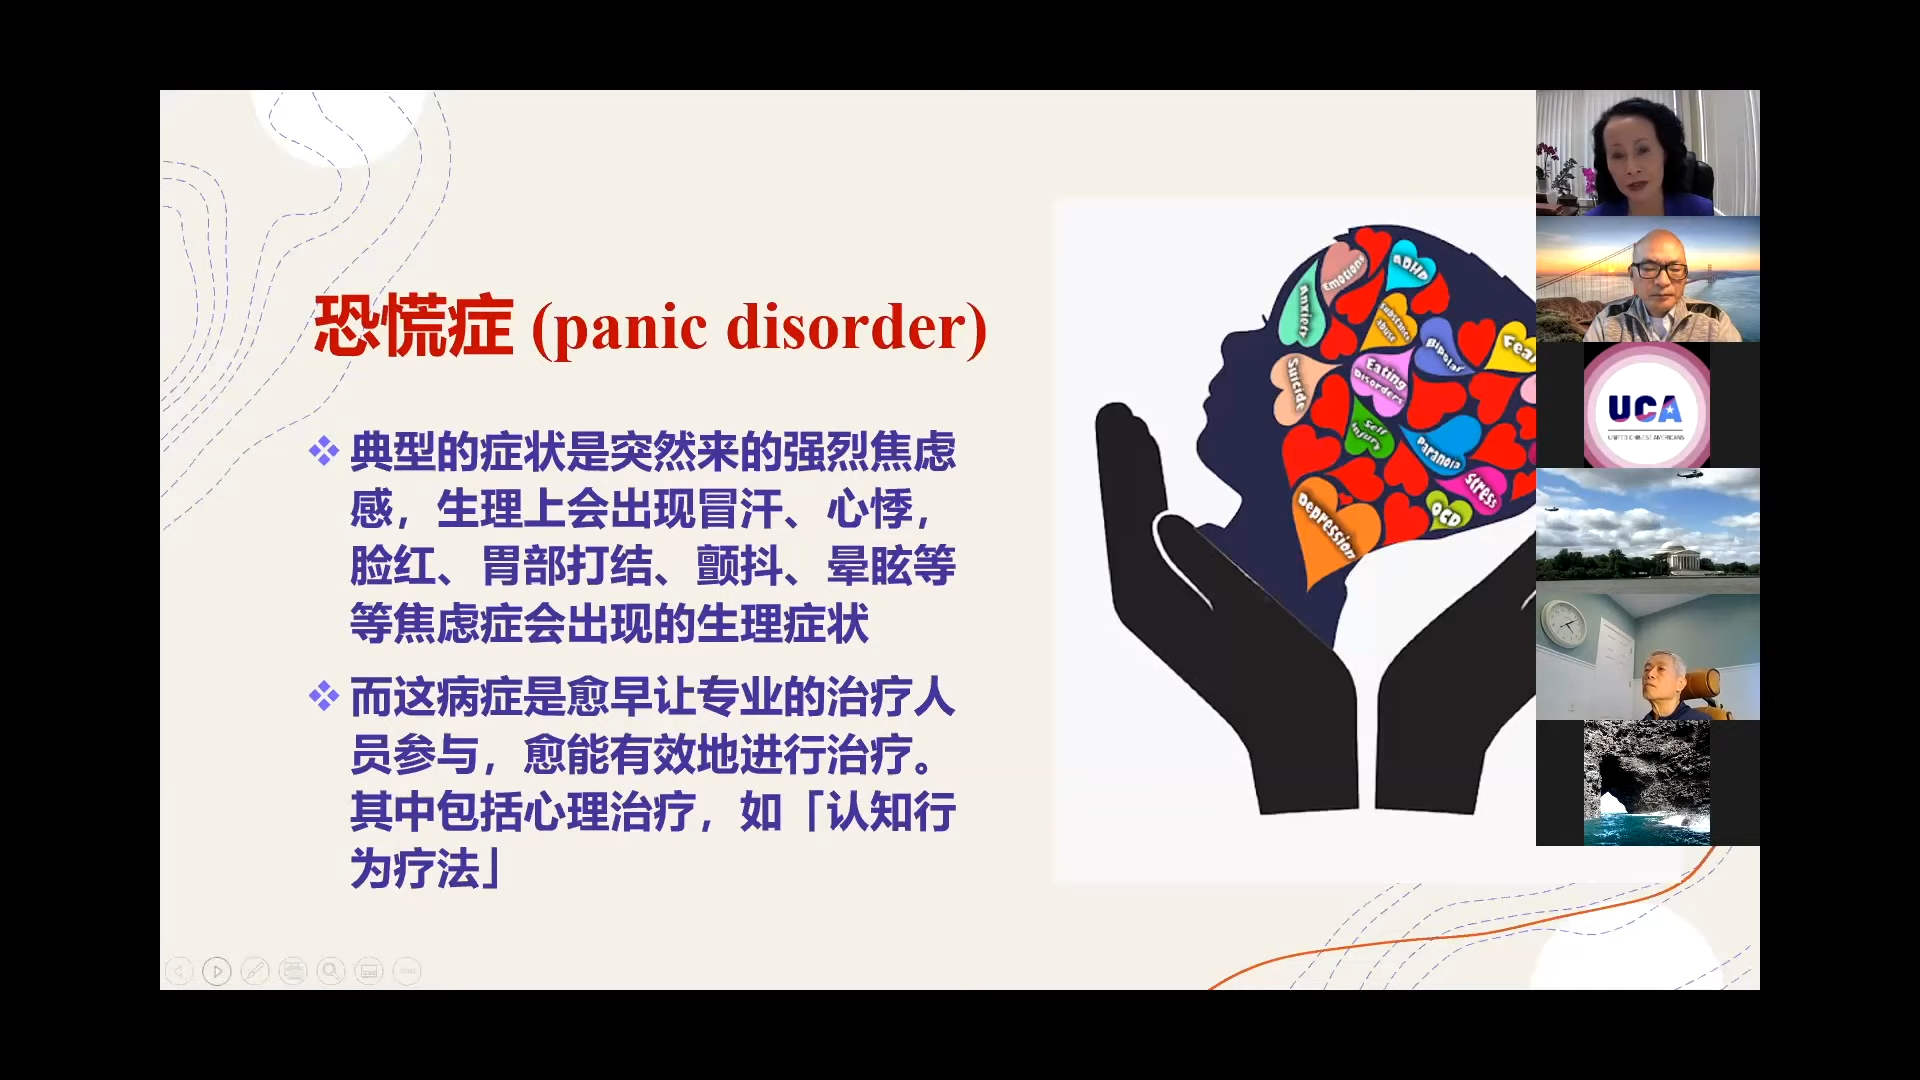 恐慌症 (panic disorder)
典型的症状是突然来的强烈焦虑
感，生理上会出现冒汗、心悸，
脸红、胃部打结、颤抖、晕眩等
等焦虑症会出现的生理症状
而这病症是愈早让专业的治疗人
员参与，愈能有效地进行治疗。
其中包括心理治疗，如「认知行
为疗法」
Emotions
ADHD
Anxiety
Substance
abuse
Bipolar
Fear
Suicide
Eating
Disorders
Self
Injury
Paranoia
Stress
OCD
Depression
UCA
UNITED CHINESE AMERICANS